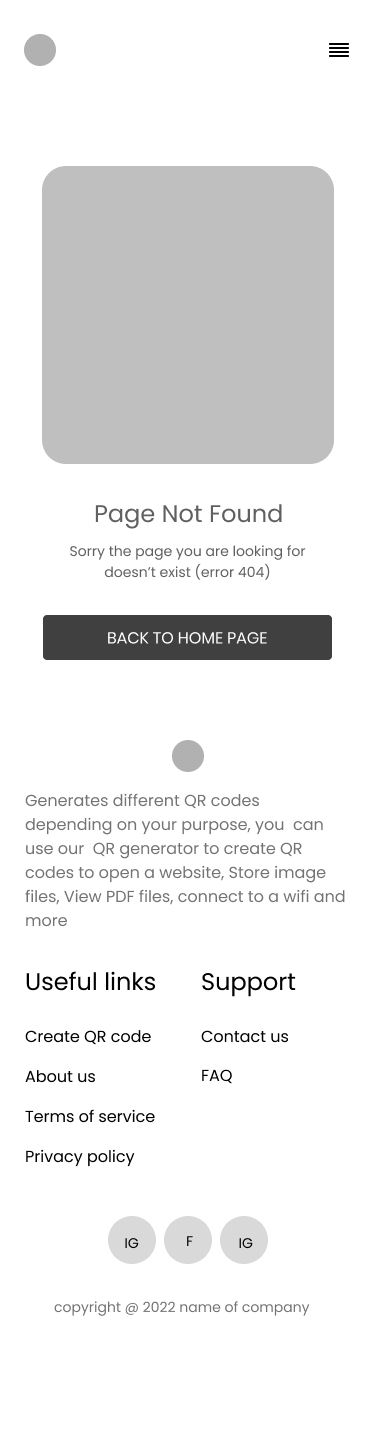 Page Not Found
Sorry the page you are looking for
doesn’t exist (error 404)
BACK TO HOME PAGE
Generates different QR codes
depending on your purpose, you  can
use our  QR generator to create QR
codes to open a website, Store image
files, View PDF files, connect to a wifi and
more
Useful links
Create QR code
About us
Terms of service
Privacy policy
Support
Contact us
FAQ
IG
F
IG
copyright @ 2022 name of company